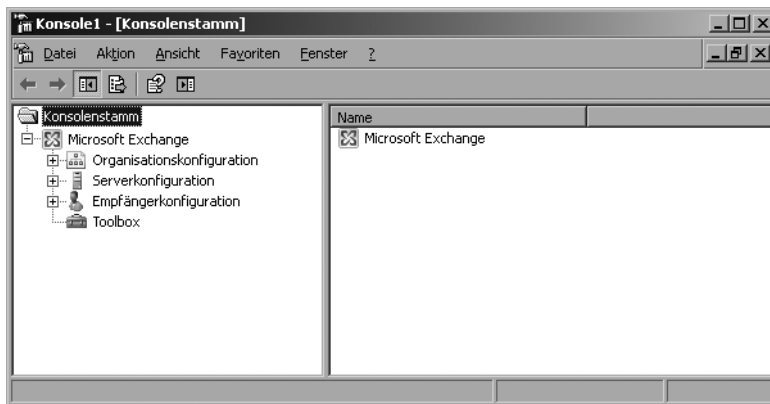 Konsole1 - [Konsolenstamm]
Datei Aktion Ansicht Favoriten Fenster ?
Konsolenstamm
Microsoft Exchange
Organisationskonfiguration
Serverkonfiguration
Empfängerkonfiguration
Toolbox
Name
Microsoft Exchange